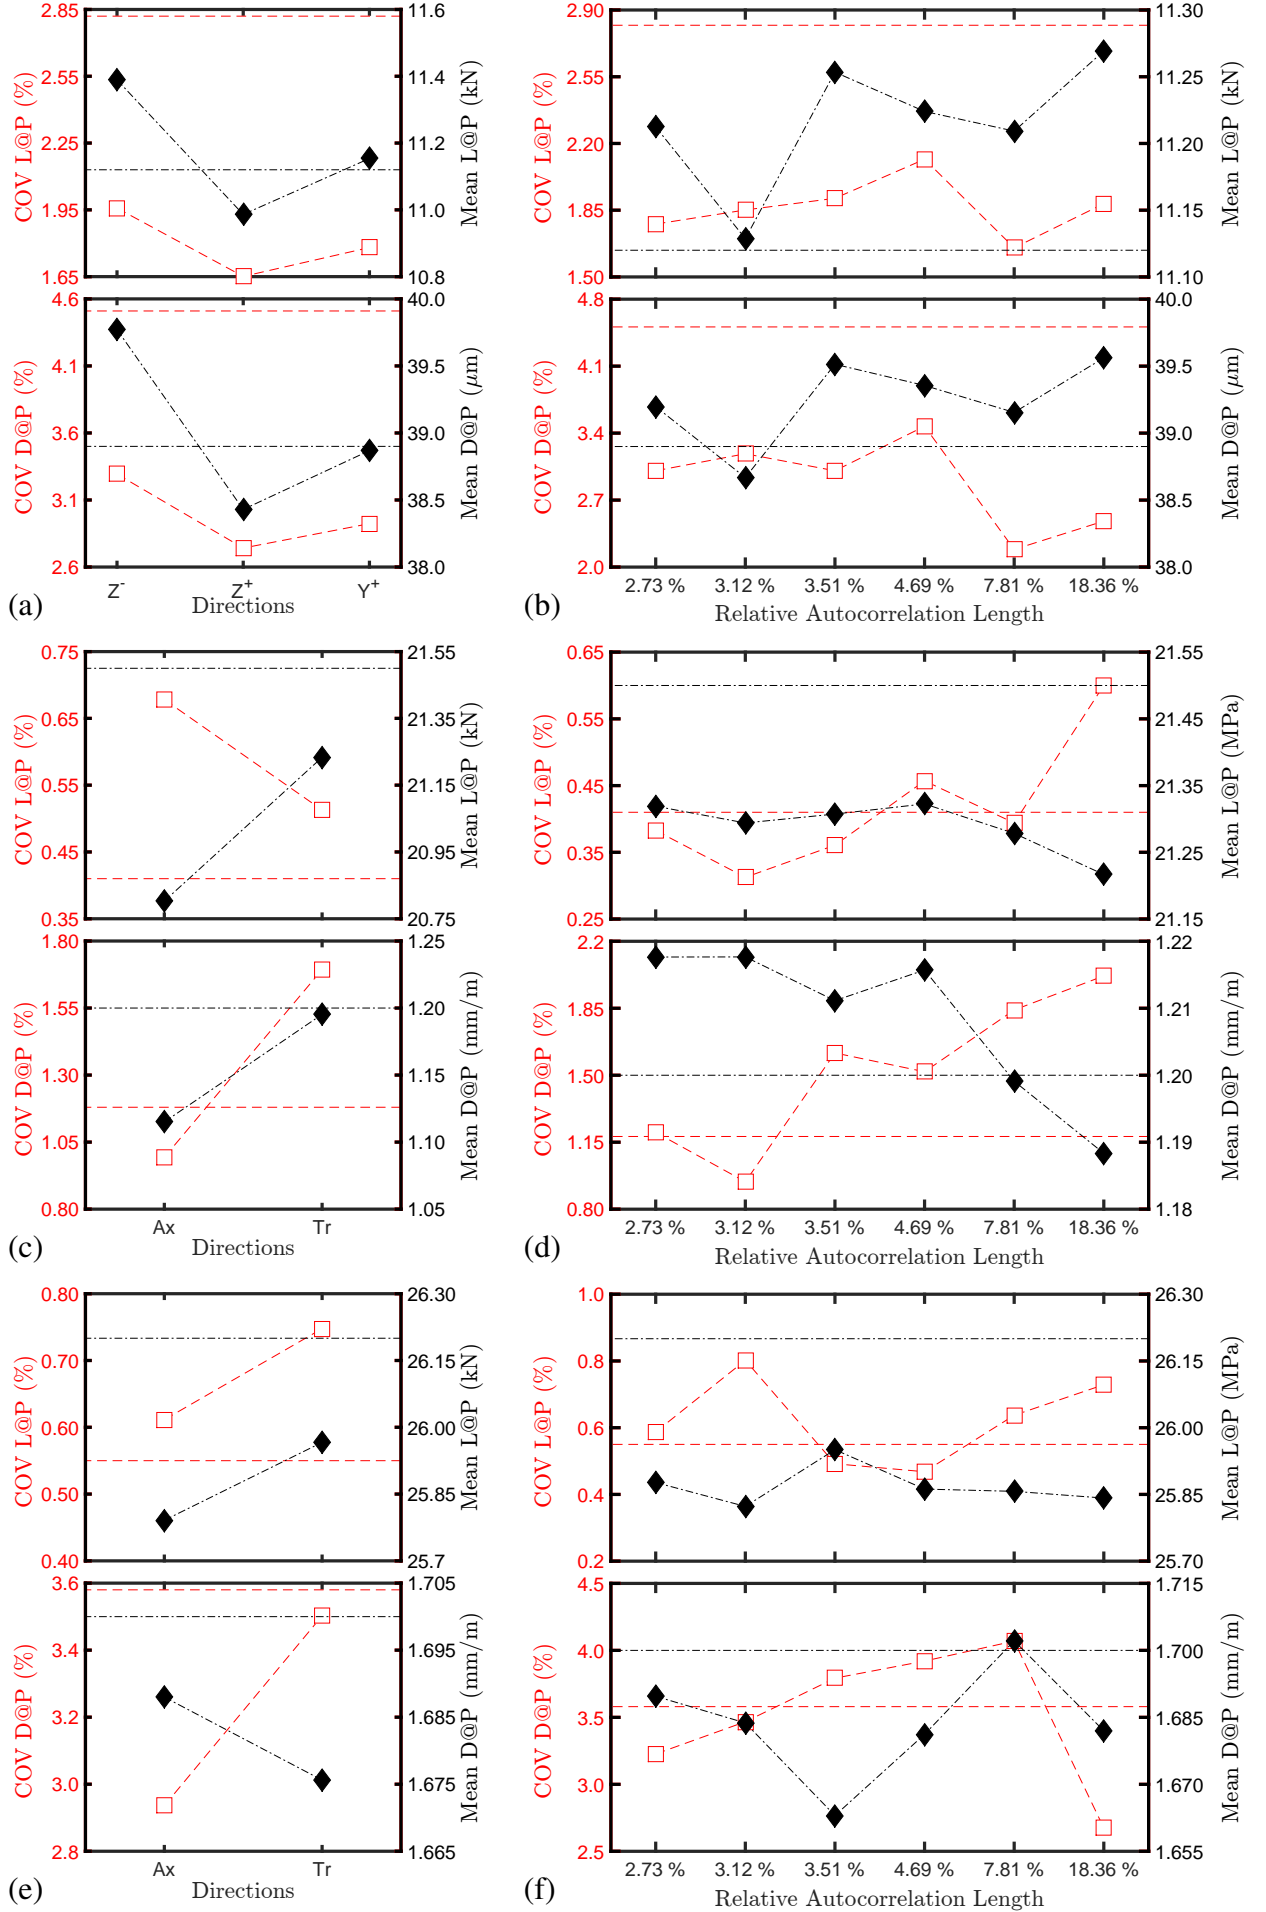 2.85
2.55
2.25
1.95
1.65
COV L@P (%)
11.6
11.4
11.2
11.0
10.8
Mean L@P (kN)
4.6
4.1
3.6
3.1
2.6
COV D@P (%)
40.0
39.5
39.0
38.5
38.0
Mean D@P (μm)
Z- Z+ Y+
Directions
(a)
2.90
2.55
2.20
1.85
1.50
COV L@P (%)
11.30
11.25
11.20
11.15
11.10
Mean L@P (kN)
4.8
4.1
3.4
2.7
2.0
COV D@P (%)
40.0
39.5
39.0
38.5
38.0
Mean D@P (μm)
2.73 % 3.12 % 3.51 % 4.69 % 7.81 % 18.36 %
Relative Autocorrelation Length
(b)
0.75
0.65
0.55
0.45
0.35
COV L@P (%)
21.55
21.35
21.15
20.95
20.75
Mean L@P (kN)
1.80
1.55
1.30
1.05
0.80
COV D@P (%)
1.25
1.20
1.15
1.10
1.05
Mean D@P (mm/m)
Ax Tr
Directions
(c)
0.65
0.55
0.45
0.35
0.25
COV L@P (%)
21.55
21.45
21.35
21.25
21.15
Mean L@P (MPa)
2.2
1.85
1.50
1.15
0.80
COV D@P (%)
1.22
1.21
1.20
1.19
1.18
Mean D@P (mm/m)
2.73 % 3.12 % 3.51 % 4.69 % 7.81 % 18.36 %
Relative Autocorrelation Length
(d)
0.80
0.70
0.60
0.50
0.40
COV L@P (%)
26.30
26.15
26.00
25.85
25.7
Mean L@P (kN)
3.6
3.4
3.2
3.0
2.8
COV D@P (%)
1.705
1.695
1.685
1.675
1.665
Mean D@P (mm/m)
Ax Tr
Directions
(e)
1.0
0.8
0.6
0.4
0.2
COV L@P (%)
26.30
26.15
26.00
25.85
25.70
Mean L@P (MPa)
4.5
4.0
3.5
3.0
2.5
COV D@P (%)
1.715
1.700
1.685
1.670
1.655
Mean D@P (mm/m)
2.73 % 3.12 % 3.51 % 4.69 % 7.81 % 18.36 %
Relative Autocorrelation Length
(f)